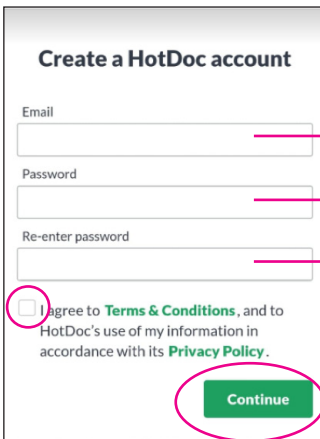 Create a HotDoc account
Email
Password
Re-enter password
I agree to Terms & Conditions, and to
HotDoc's use of my information in
accordance with its Privacy Policy.
Continue